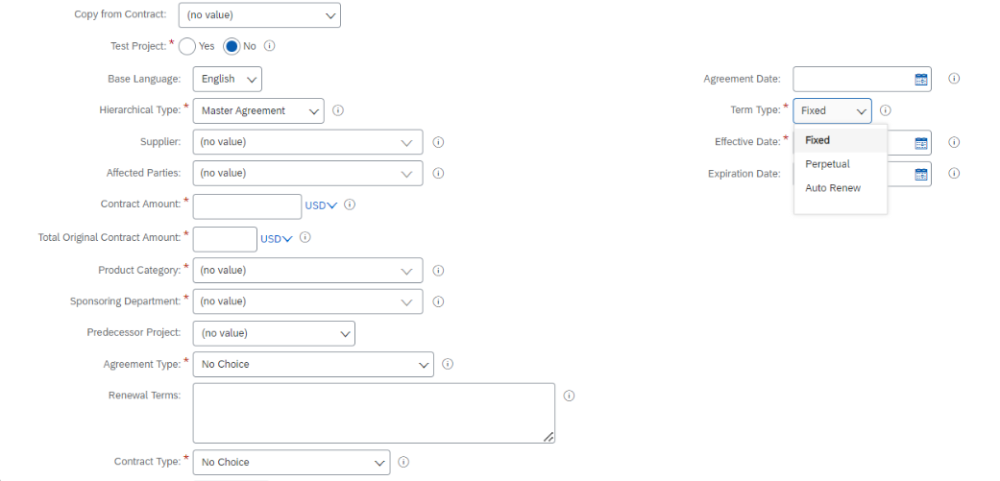 Copy from Contract: (no value)
Test Project: * Yes No
Base Language: English
Agreement Date:
Hierarchical Type: * Master Agreement
Term Type: * Fixed
Supplier: (no value)
Effective Date: * Fixed
Affected Parties: (no value)
Expiration Date: Perpetual
Auto Renew
Contract Amount: * USD
Total Original Contract Amount: * USD
Product Category: * (no value)
Sponsoring Department: * (no value)
Predecessor Project: (no value)
Agreement Type: * No Choice
Renewal Terms:
Contract Type: * No Choice